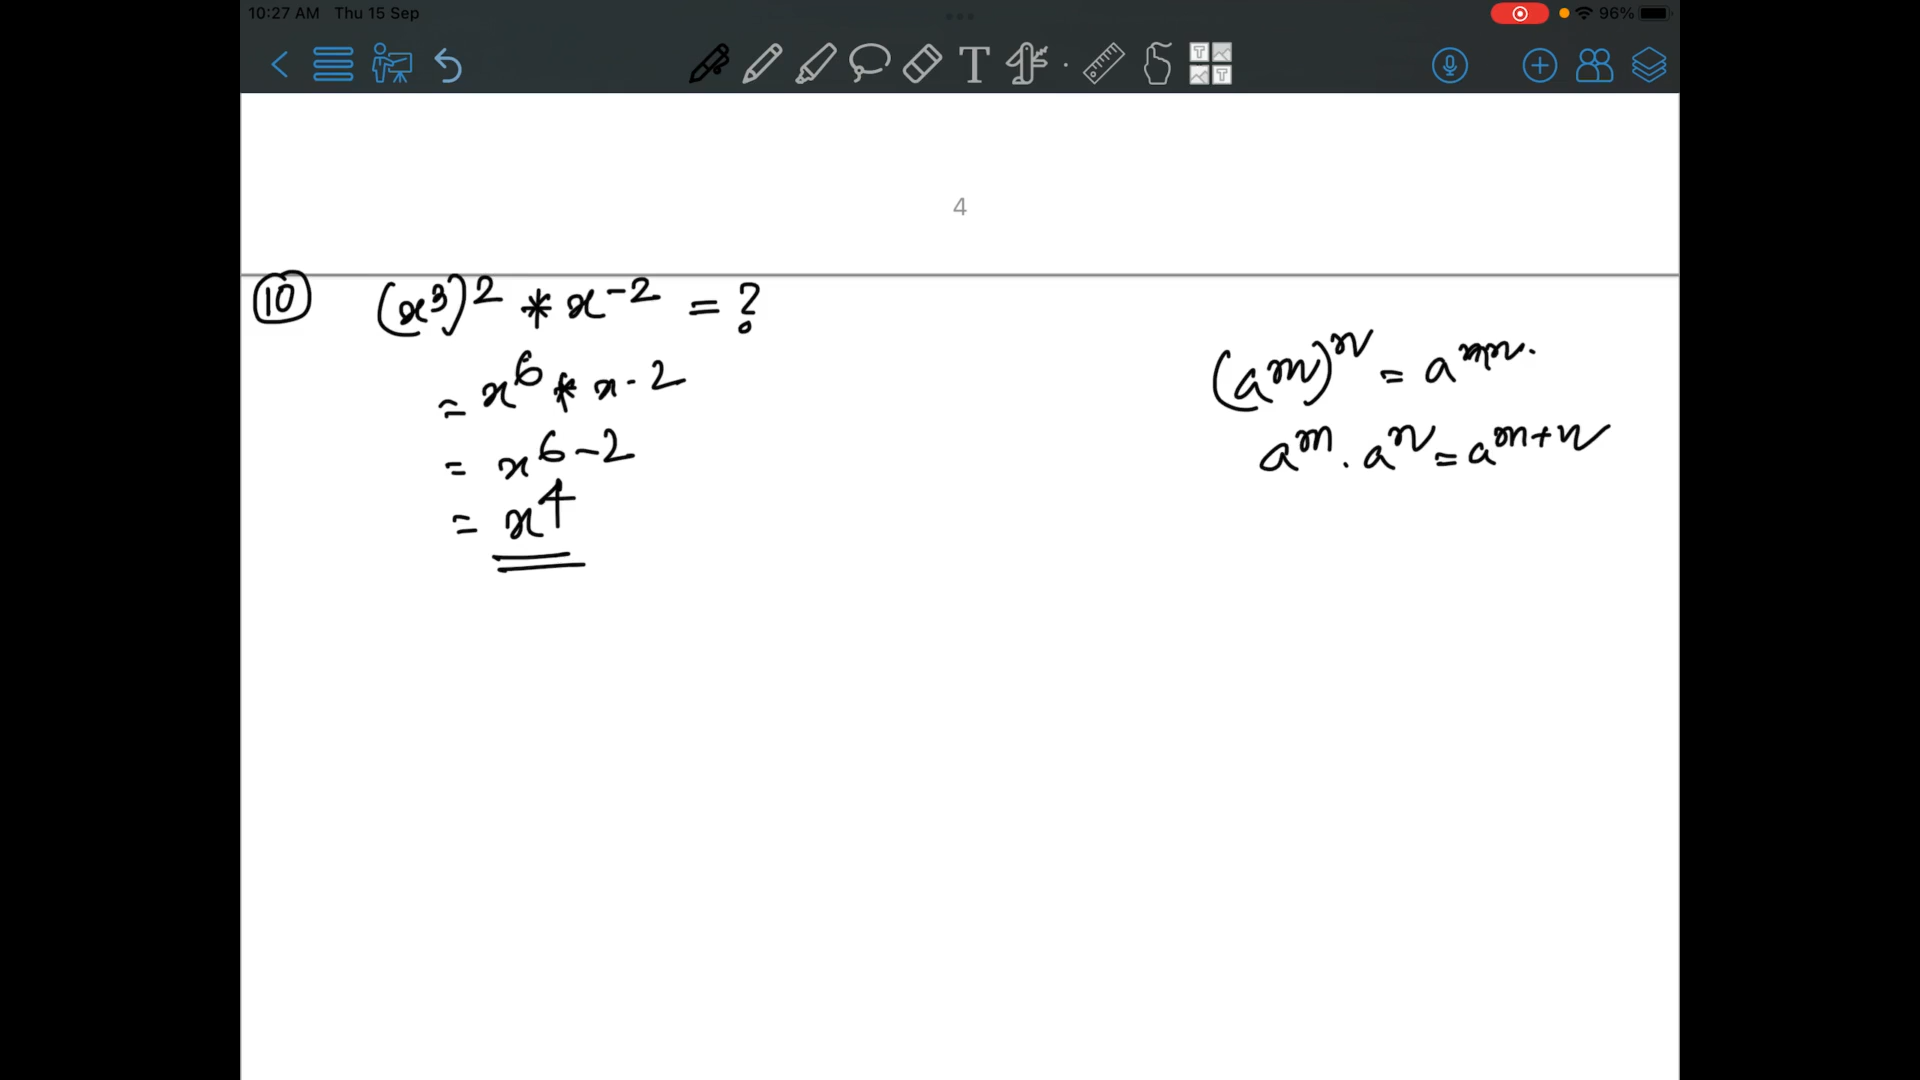 10:27 AM Thu 15 Sep 96%
T
4
⑩ (x³)² * x⁻² = ?
= x⁶ * x⁻²
= x⁶⁻²
= x⁴
(aᵐ)ⁿ = aᵐⁿ.
aᵐ . aⁿ = aᵐ⁺ⁿ